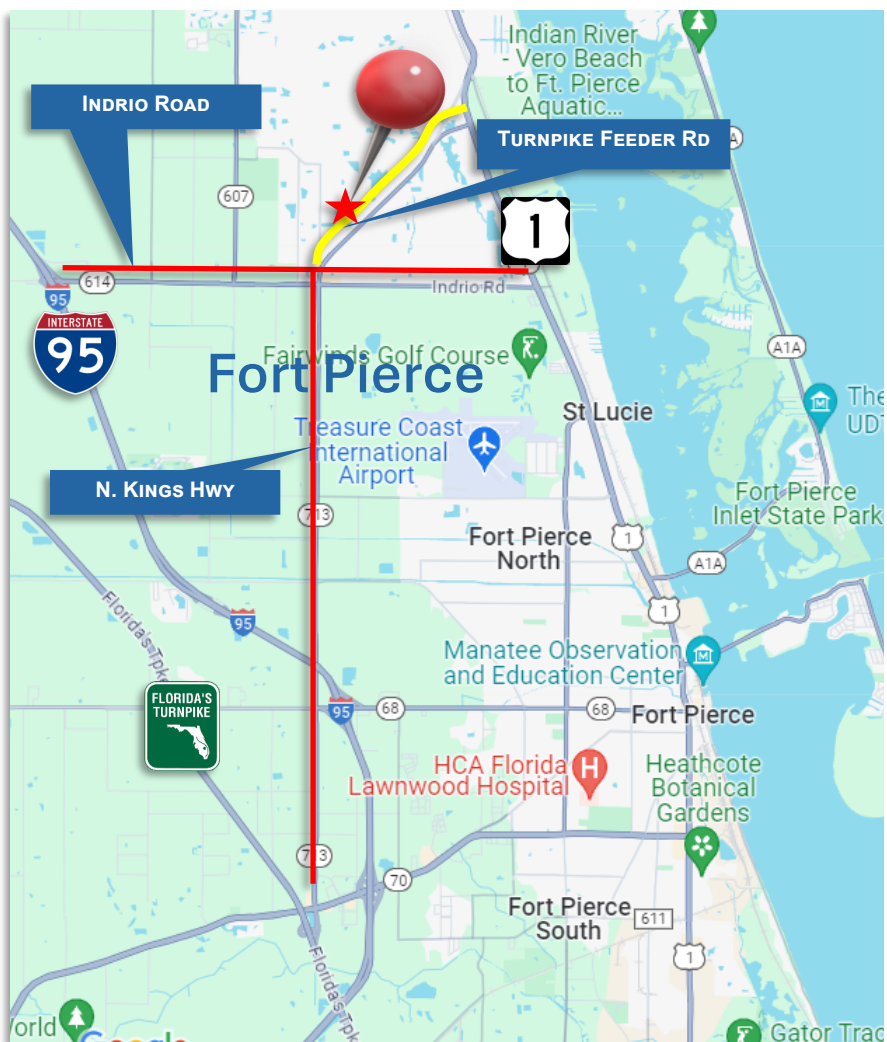 Indian River
- Vero Beach
to Ft. Pierce
Aquatic...
INDRIO ROAD
TURNPIKE FEEDER RD
A
607
1
614
Indrio Rd
95
INTERSTATE
95
Fairwinds Golf Course
A1A
Fort Pierce
The
UDT
St Lucie
Treasure Coast
International
Airport
N. KINGS HWY
Fort Pierce
Inlet State Park
713
Fort Pierce
North
1
A1A
Florida's Tpk
1
95
Manatee Observation
and Education Center
FLORIDA'S
TURNPIKE
95
68
68
Fort Pierce
HCA Florida
Lawnwood Hospital
H
Heathcote
Botanical
Gardens
713
70
Fort Pierce
South
611
Florida's Tpk
1
orld
Google
Gator Trac